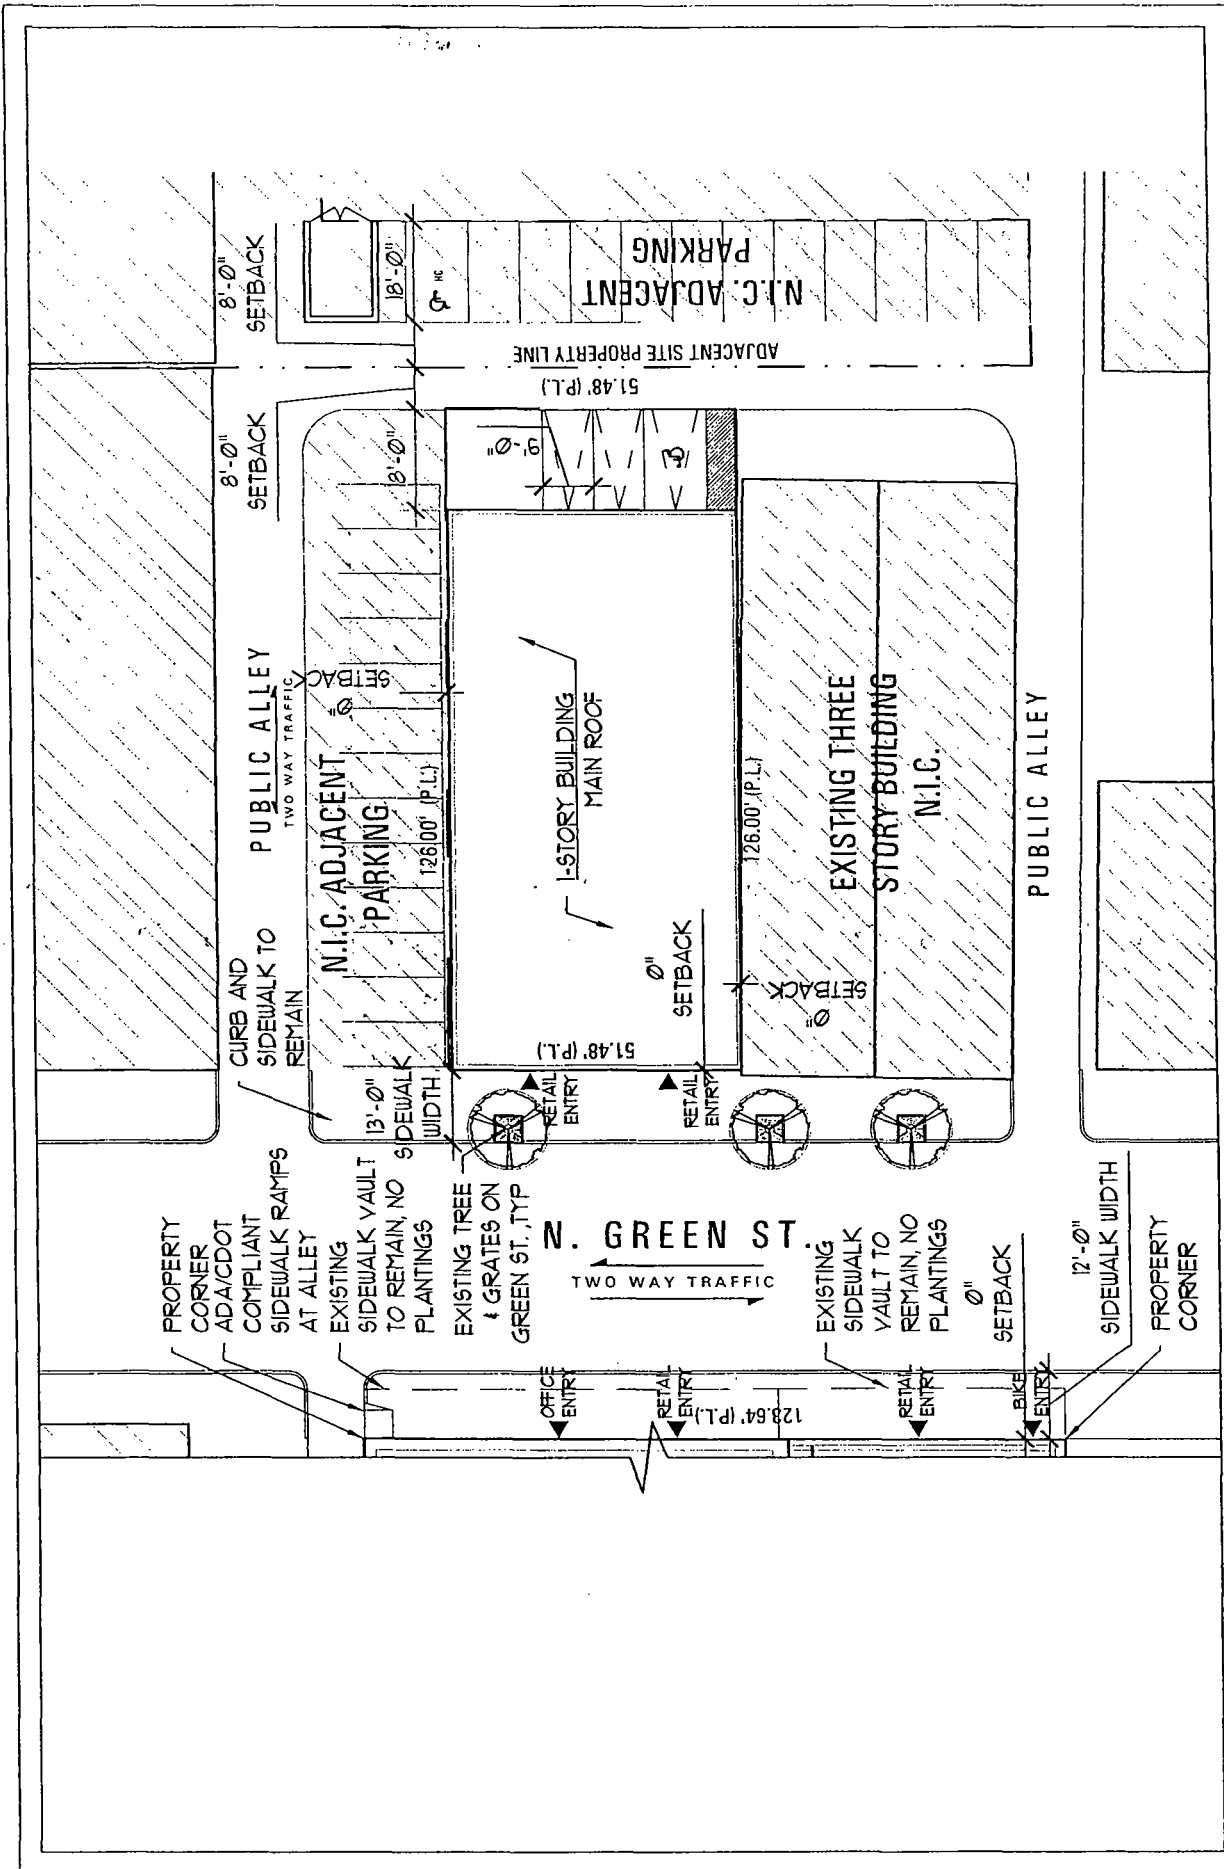 8'-0"
SETBACK
8'-0"
SETBACK
18'-0"
HC
N.I.C. ADJACENT
PARKING
ADJACENT SITE PROPERTY LINE
51.48' (P.L.)
18'-0"
9'-0"
3
PUBLIC ALLEY
TWO WAY TRAFFIC
0"
SETBACK
N.I.C. ADJACENT
PARKING
126.00' (P.L.)
1-STORY BUILDING
MAIN ROOF
126.00' (P.L.)
EXISTING THREE
STORY BUILDING
N.I.C.
PUBLIC ALLEY
CURB AND
SIDEWALK TO
REMAIN
0"
SETBACK
0"
SETBACK
51.48' (P.L.)
13'-0"
SIDEWALK
WIDTH
RETAIL
ENTRY
RETAIL
ENTRY
PROPERTY
CORNER
ADA/CDOT
COMPLIANT
SIDEWALK RAMPS
AT ALLEY
EXISTING
SIDEWALK VAULT
TO REMAIN, NO
PLANTINGS
EXISTING TREE
& GRATES ON
GREEN ST., TYP
N. GREEN ST.
TWO WAY TRAFFIC
EXISTING
SIDEWALK
VAULT TO
REMAIN, NO
PLANTINGS
0"
SETBACK
12'-0"
SIDEWALK WIDTH
PROPERTY
CORNER
OFFICE
ENTRY
RETAIL
ENTRY
123.64' (P.L.)
RETAIL
ENTRY
BIKE
ENTRY